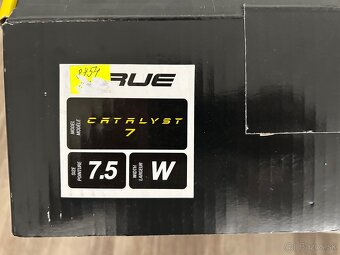 RUE
MODEL
MODÈLE
CATALYST
7
SIZE
POINTURE
7.5
WIDTH
LARGEUR
W